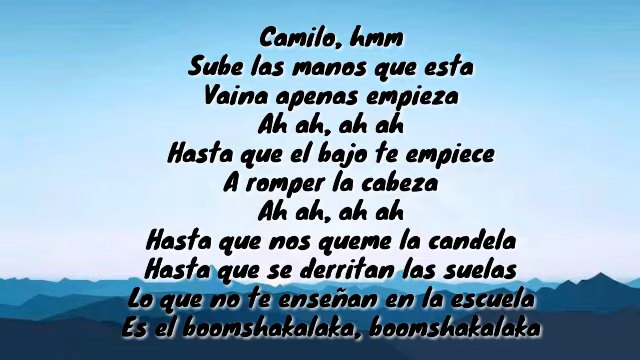 Camilo, hmm
Sube las manos que esta
Vaina apenas empieza
Ah ah, ah ah
Hasta que el bajo te empiece
A romper la cabeza
Ah ah, ah ah
Hasta que nos queme la candela
Hasta que se derritan las suelas
Lo que no te enseñan en la escuela
Es el boomshakalaka, boomshakalaka